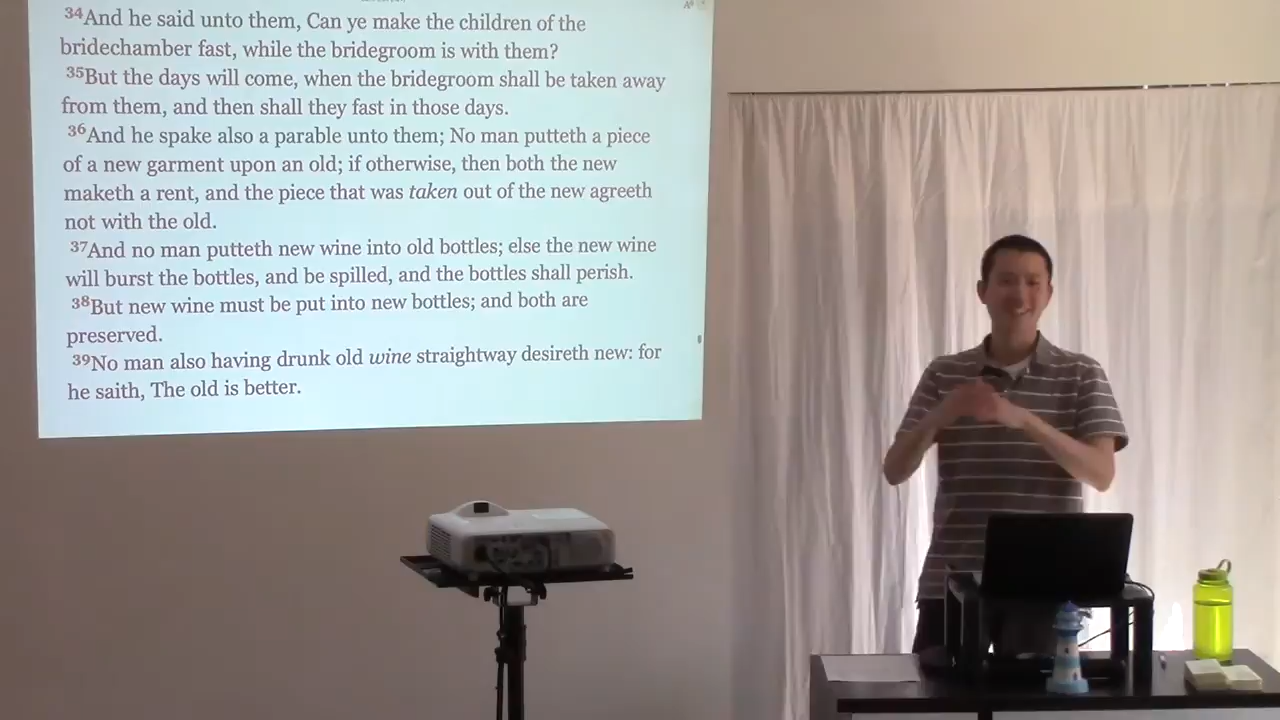 34And he said unto them, Can ye make the children of the
bridechamber fast, while the bridegroom is with them?
35But the days will come, when the bridegroom shall be taken away
from them, and then shall they fast in those days.
36And he spake also a parable unto them; No man putteth a piece
of a new garment upon an old; if otherwise, then both the new
maketh a rent, and the piece that was taken out of the new agreeth
not with the old.
37And no man putteth new wine into old bottles; else the new wine
will burst the bottles, and be spilled, and the bottles shall perish.
38But new wine must be put into new bottles; and both are
preserved.
39No man also having drunk old wine straightway desireth new: for
he saith, The old is better.